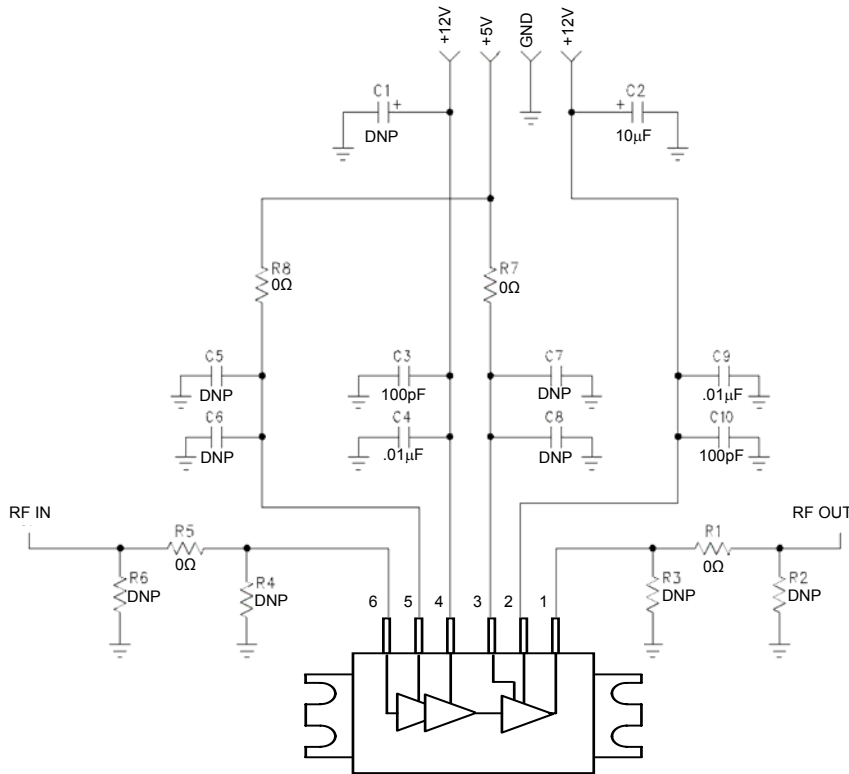 +12V
+5V
GND
+12V
C1
+
DNP
C2
+
10µF
R8
0Ω
R7
0Ω
C5
DNP
C3
100pF
C7
DNP
C9
.01µF
C6
DNP
C4
.01µF
C8
DNP
C10
100pF
RF IN
R5
0Ω
R6
DNP
R4
DNP
R1
0Ω
RF OUT
R3
DNP
R2
DNP
6
5
4
3
2
1